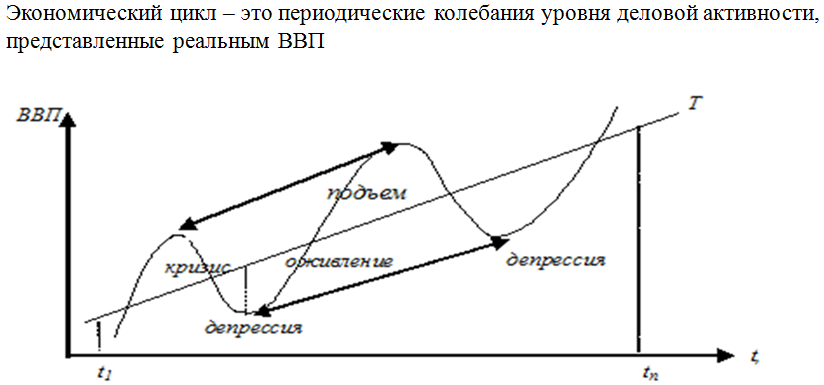 Экономический цикл – это периодические колебания уровня деловой активности,
представленные реальным ВВП
ВВП
T
подъем
кризис
оживление
депрессия
депрессия
t1
tn
t,